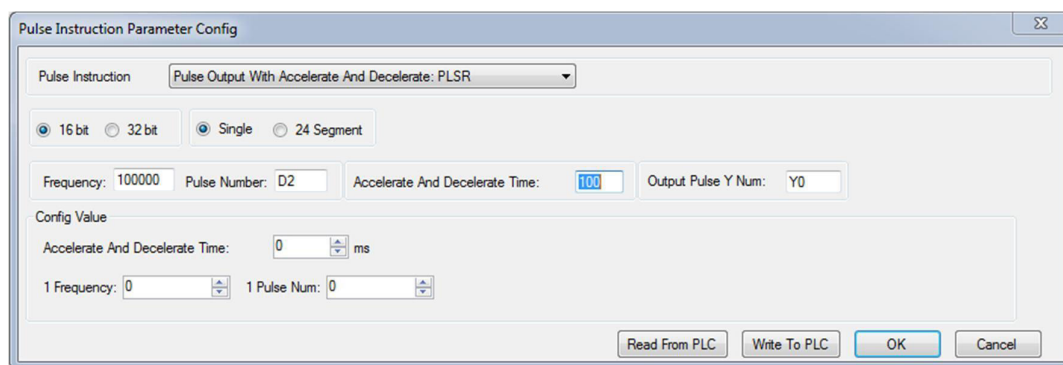 Pulse Instruction Parameter Config
Pulse Instruction Pulse Output With Accelerate And Decelerate: PLSR
16 bit 32 bit Single 24 Segment
Frequency: 100000 Pulse Number: D2 Accelerate And Decelerate Time: 100 Output Pulse Y Num: Y0
Config Value
Accelerate And Decelerate Time: 0 ms
1 Frequency: 0 1 Pulse Num: 0
Read From PLC Write To PLC OK Cancel